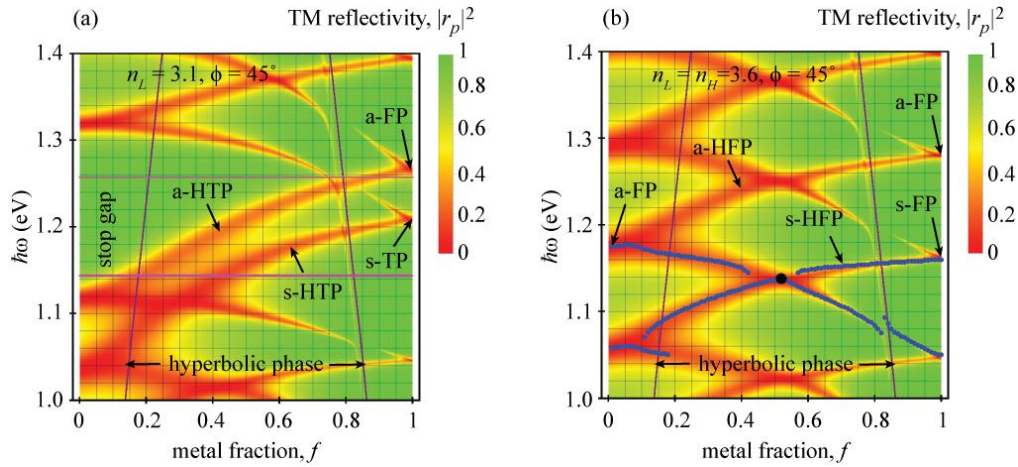 (a)
TM reflectivity, |r_p|^2
n_L = 3.1, ϕ = 45°
a-FP
a-HTP
stop gap
s-TP
s-HTP
hyperbolic phase
1.4
1.3
1.2
1.1
1.0
ħω (eV)
0
0.2
0.4
0.6
0.8
1
metal fraction, f
1
0.8
0.6
0.4
0.2
0
(b)
TM reflectivity, |r_p|^2
n_L = n_H=3.6, ϕ = 45°
a-FP
a-HFP
a-FP
s-HFP
s-FP
hyperbolic phase
1.4
1.3
1.2
1.1
1.0
ħω (eV)
0
0.2
0.4
0.6
0.8
1
metal fraction, f
1
0.8
0.6
0.4
0.2
0